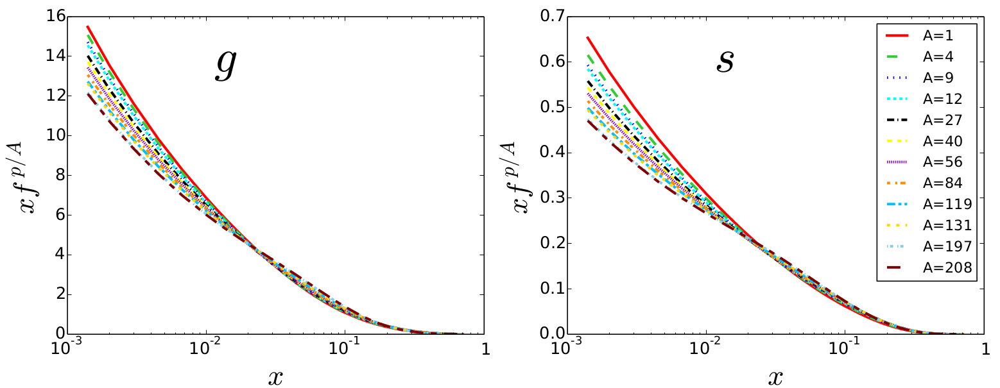 16
14
12
10
8
6
4
2
0
xf^{p/A}
g
10^{-3}
10^{-2}
10^{-1}
1
x
0.7
0.6
0.5
0.4
0.3
0.2
0.1
0.0
xf^{p/A}
s
10^{-3}
10^{-2}
10^{-1}
1
x
A=1
A=4
A=9
A=12
A=27
A=40
A=56
A=84
A=119
A=131
A=197
A=208